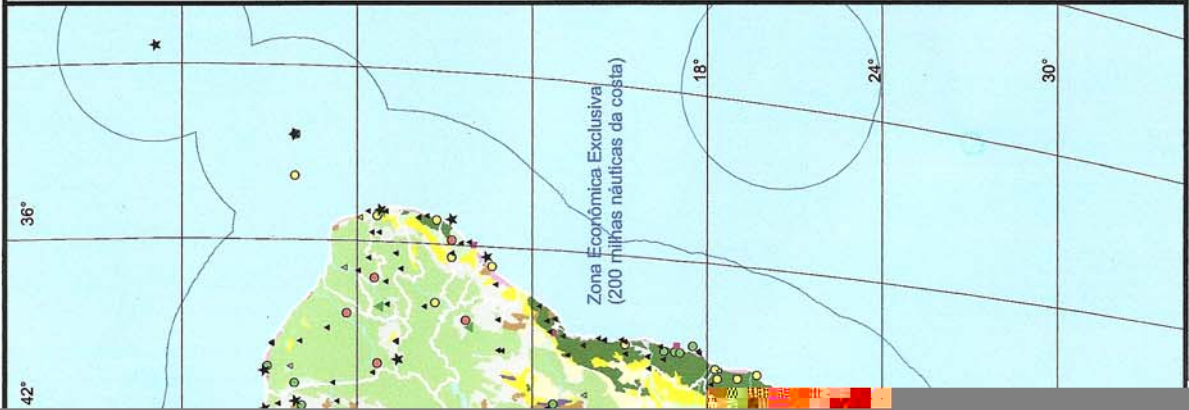 18°
24°
30°
36°
42°
Zona Econômica Exclusiva
(200 milhas náuticas da costa)